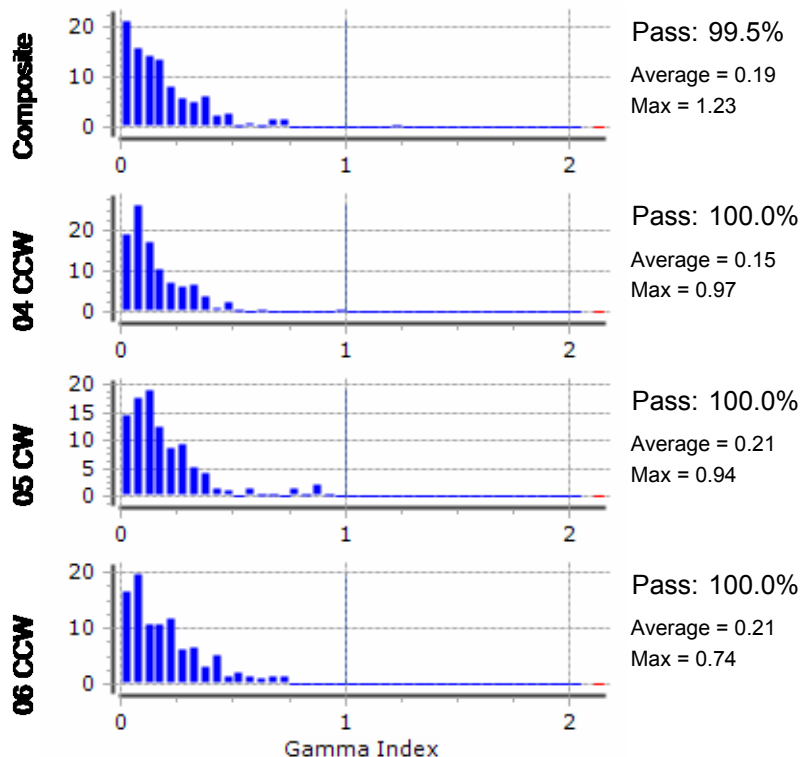 Composite
20
10
0
0 1 2
Pass: 99.5%
Average = 0.19
Max = 1.23
04 CCW
20
10
0
0 1 2
Pass: 100.0%
Average = 0.15
Max = 0.97
05 CW
20
15
10
5
0
0 1 2
Pass: 100.0%
Average = 0.21
Max = 0.94
06 CCW
20
10
0
0 1 2
Pass: 100.0%
Average = 0.21
Max = 0.74
Gamma Index